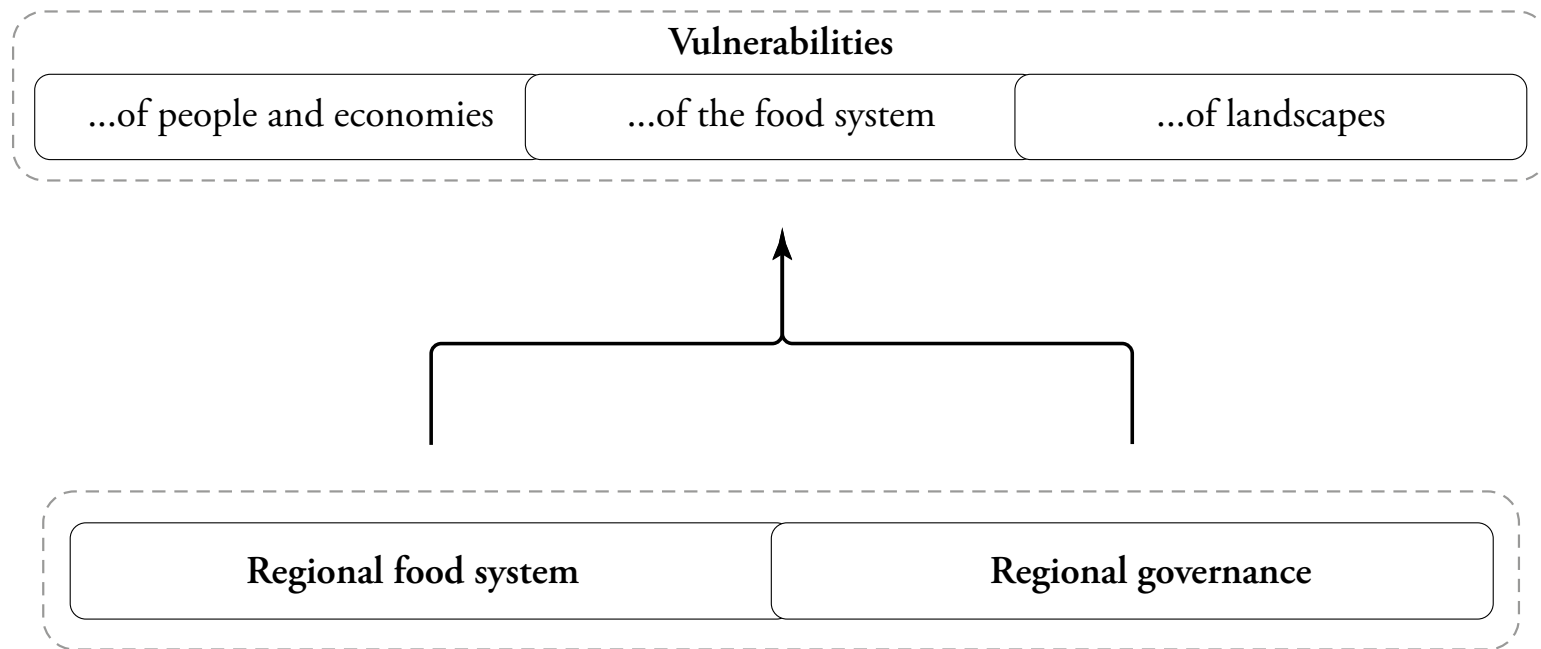 Vulnerabilities
...of people and economies
...of the food system
...of landscapes
Regional food system
Regional governance